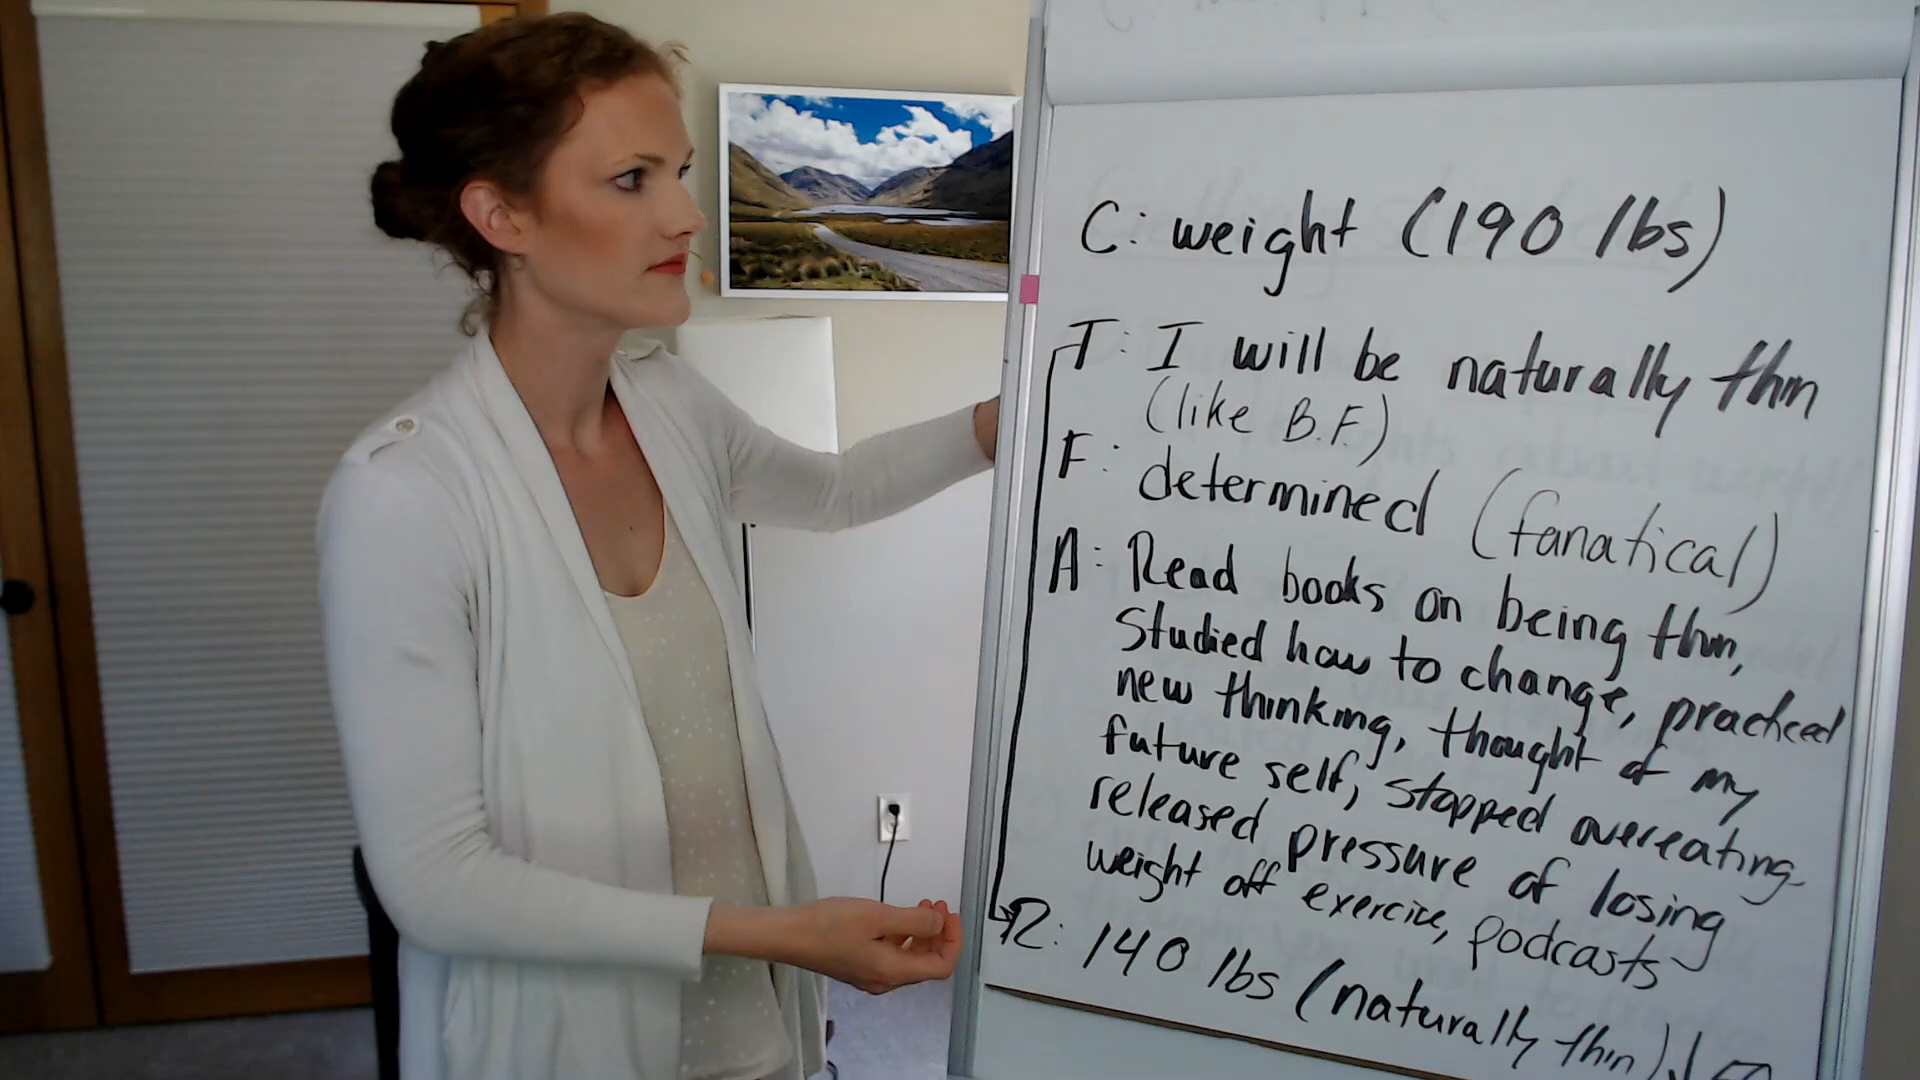 C: weight (190 lbs)
T: I will be naturally thin
(like B.F.)
F: determined (fanatical)
A: Read books on being thin,
studied how to change, practiced
new thinking, thought of my
future self, stopped overeating
released pressure of losing
weight off exercise, podcasts
R: 140 lbs (naturally thin)